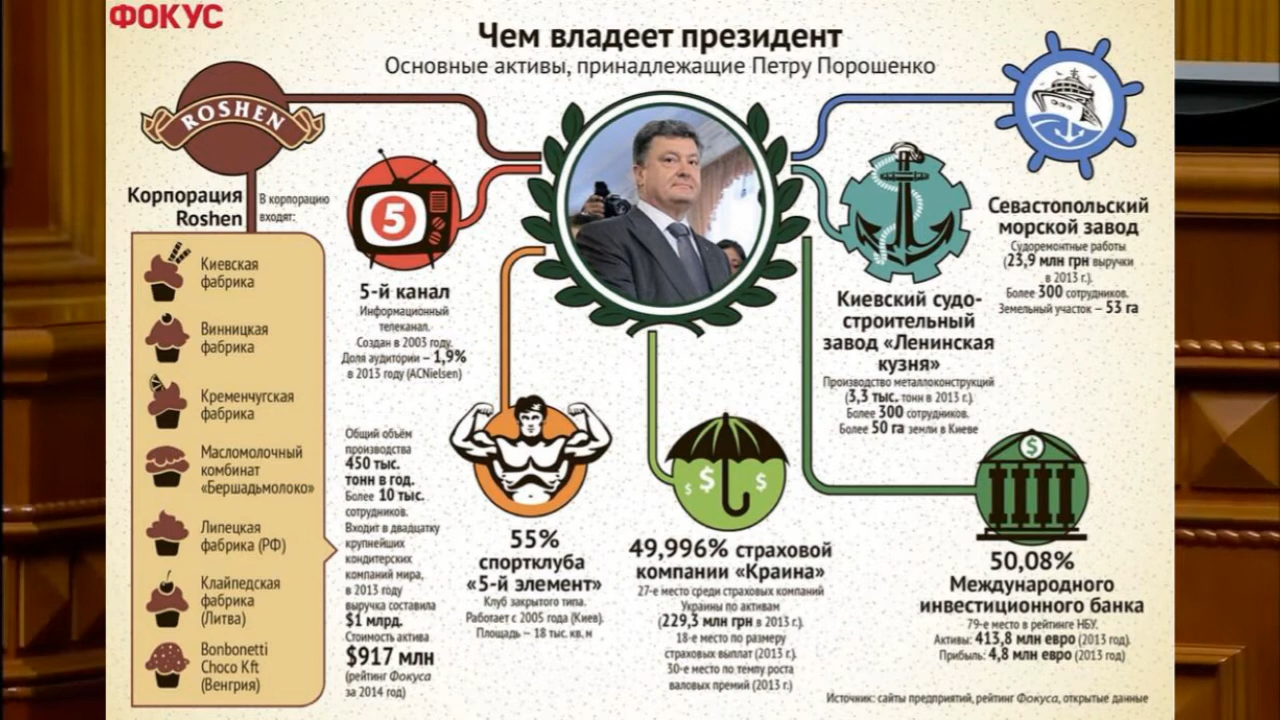 ФОКУС
Чем владеет президент
Основные активы, принадлежащие Петру Порошенко
ROSHEN
Корпорация
Roshen
В корпорацию
входят:
Киевская
фабрика
Винницкая
фабрика
Кременчугская
фабрика
Масломолочный
комбинат
«Бершадьмолоко»
Липецкая
фабрика (РФ)
Клайпедская
фабрика
(Литва)
Bonbonetti
Choco Kft
(Венгрия)
Общий объём
производства
450 тыс.
тонн в год.
Более 10 тыс.
сотрудников.
Входит в двадцатку
крупнейших
кондитерских
компаний мира,
в 2013 году
выручка составила
$1 млрд.
Стоимость актива
$917 млн
(рейтинг Фокуса
за 2014 год)
5
5-й канал
Информационный
телеканал.
Создан в 2003 году.
Доля аудитории – 1,9%
в 2013 году (ACNielsen)
55%
спортклуба
«5-й элемент»
Клуб закрытого типа.
Работает с 2005 года (Киев).
Площадь – 18 тыс. кв. м
$ $ $
49,996% страховой
компании «Краина»
27-е место среди страховых компаний
Украины по активам
(229,3 млн грн в 2013 г.).
18-е место по размеру
страховых выплат (2013 г.).
30-е место по темпу роста
валовых премий (2013 г.)
Киевский судо-
строительный
завод «Ленинская
кузня»
Производство металлоконструкций
(3,3 тыс. тонн в 2013 г.).
Более 300 сотрудников.
Более 50 га земли в Киеве
Севастопольский
морской завод
Судоремонтные работы
(23,9 млн грн выручки
в 2013 г.).
Более 300 сотрудников.
Земельный участок – 53 га
$
50,08%
Международного
инвестиционного банка
79-е место в рейтинге НБУ.
Активы: 413,8 млн евро (2013 год).
Прибыль: 4,8 млн евро (2013 год)
Источник: сайты предприятий, рейтинг Фокуса, открытые данные